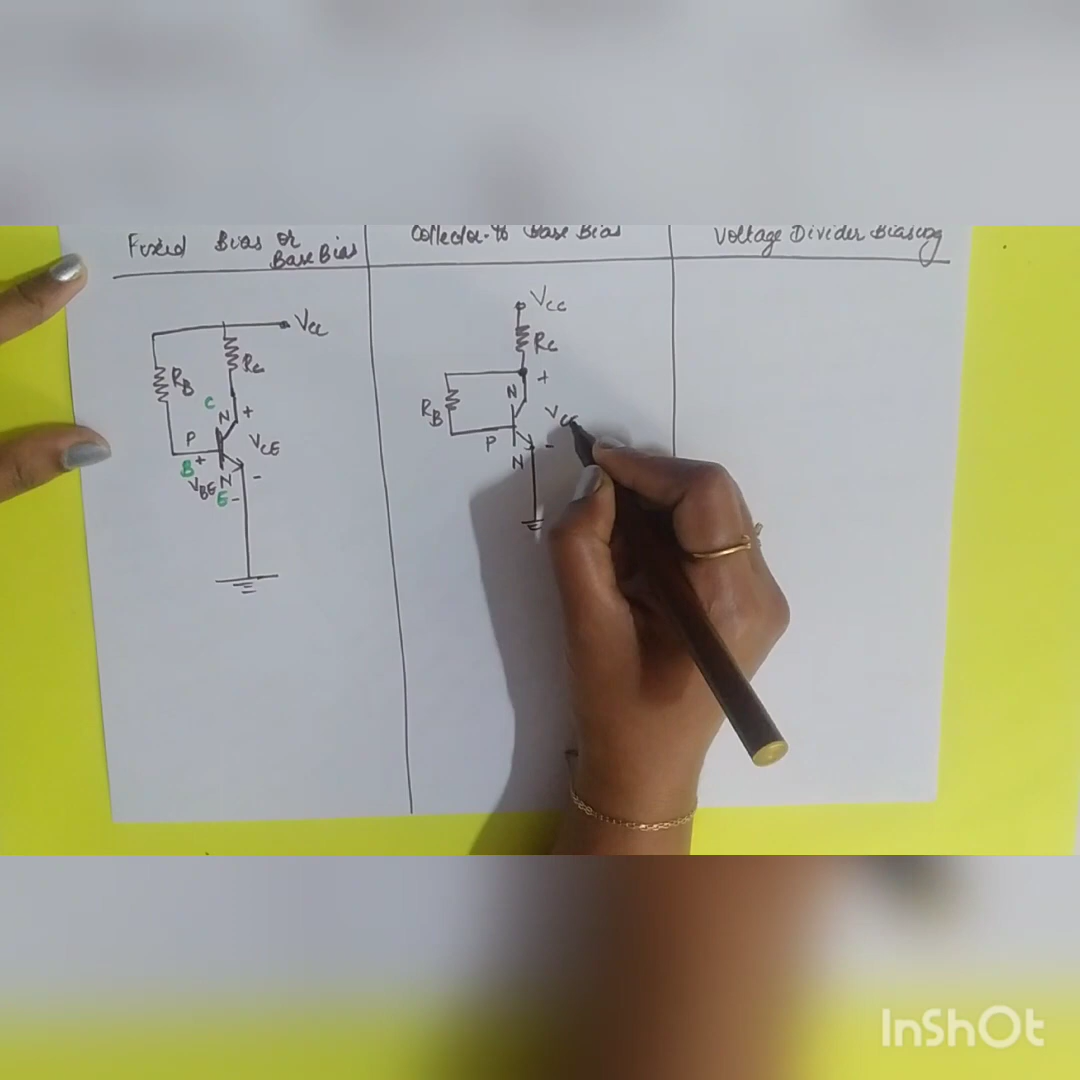 Fixed Bias or
Base Bias
Collector-to Base Bias
Voltage Divider Biasing
VCC
RB
RC
C
N
+
P
VCE
B
+
VBE
N
-
E
-
VCC
RC
+
N
RB
VCE
P
-
N
InShOt